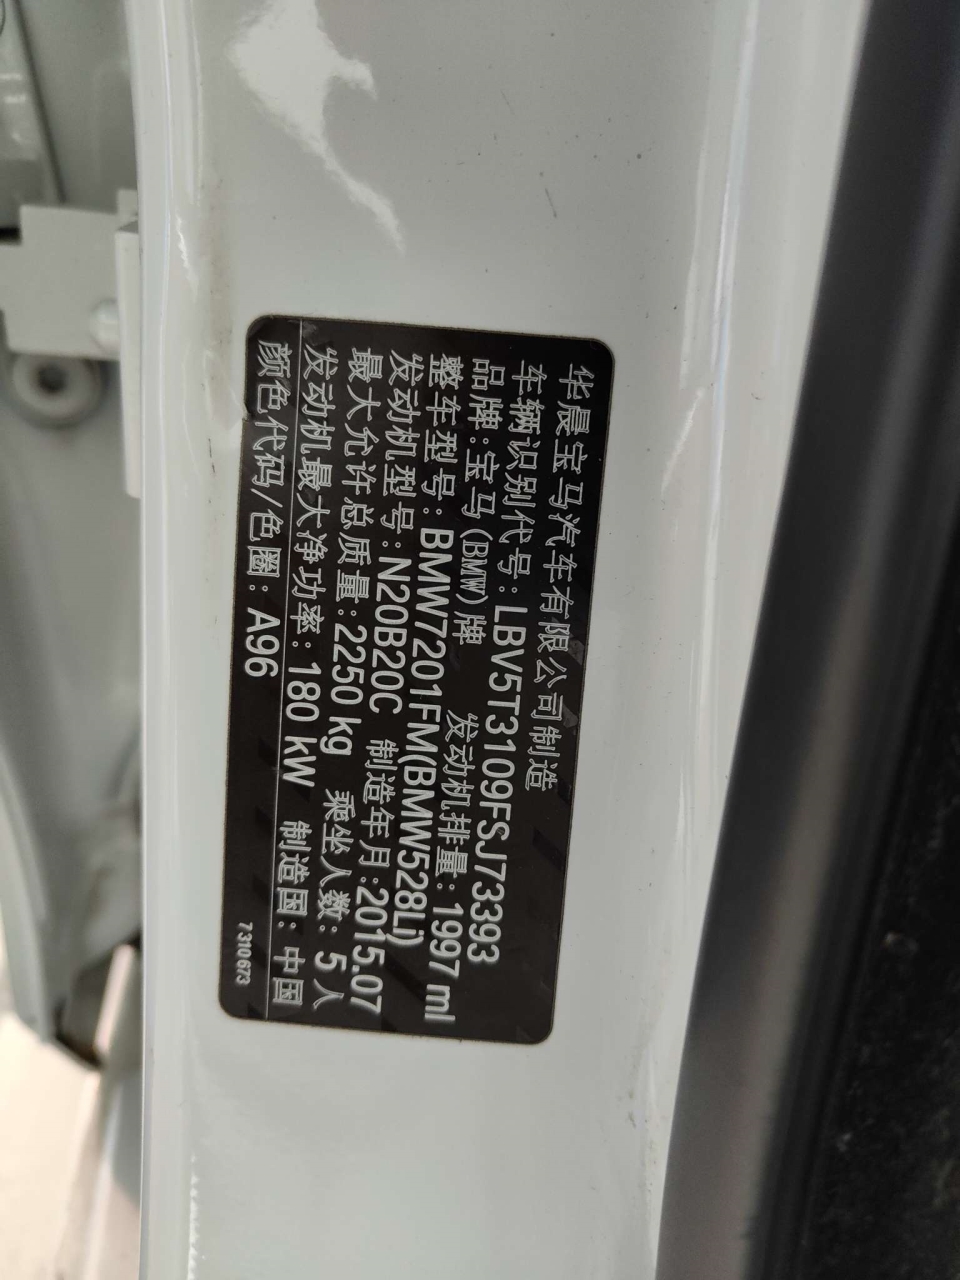 华晨宝马汽车有限公司制造
车辆识别代号：LBV5T3109FSJ73393
品牌：宝马(BMW)牌 发动机排量：1997 ml
整车型号：BMW7201FM(BMW528Li)
发动机型号：N20B20C 制造年月：2015.07
最大允许总质量：2250 kg 乘坐人数：5人
发动机最大净功率：180 kW 制造国：中国
颜色代码/色圈：A96 7 310 673